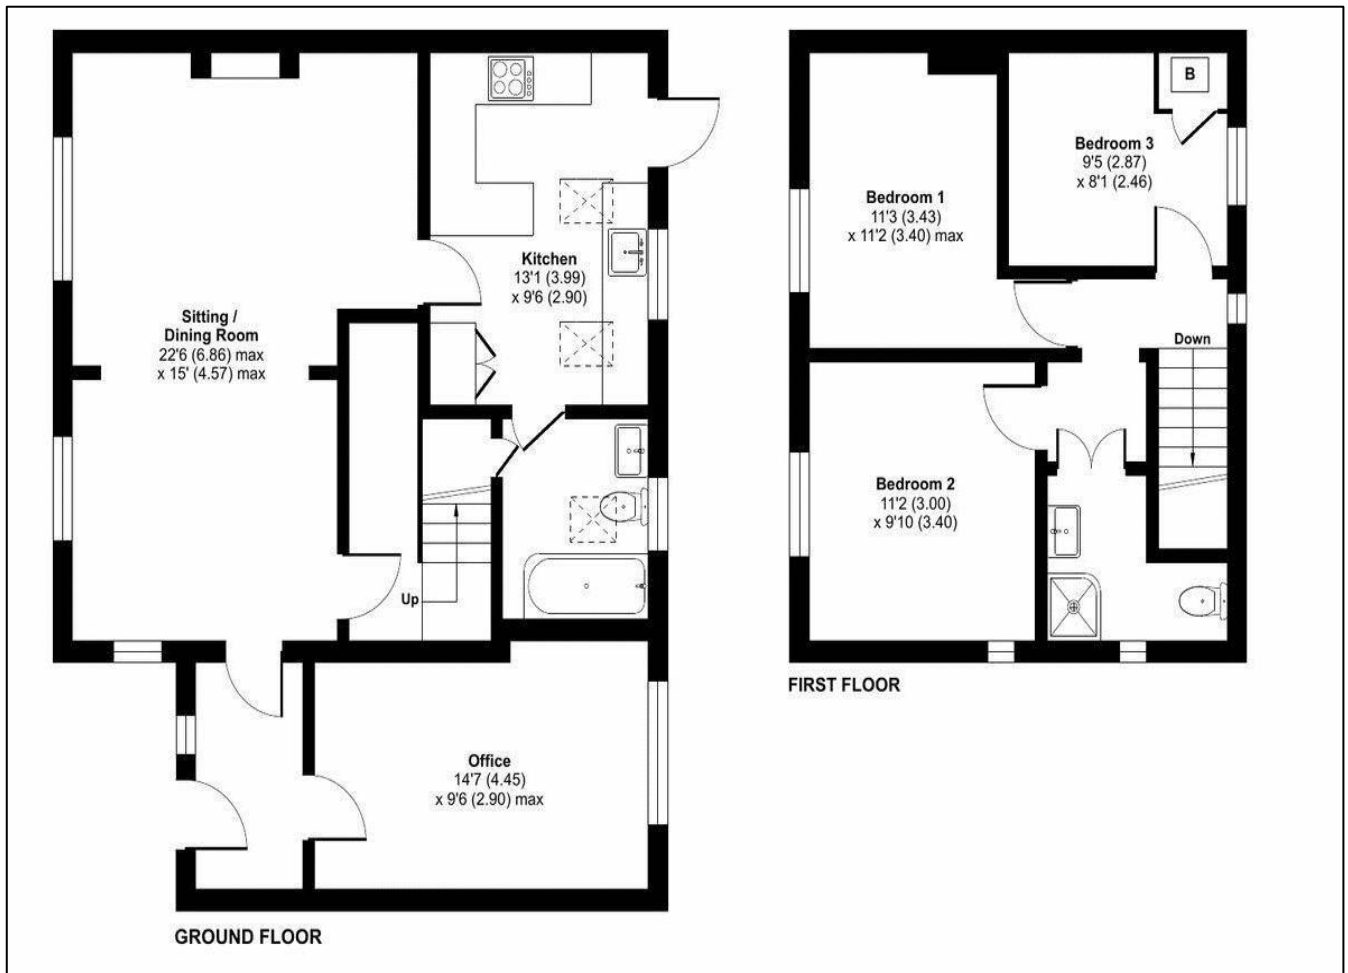 Sitting /
Dining Room
22'6 (6.86) max
x 15' (4.57) max
Kitchen
13'1 (3.99)
x 9'6 (2.90)
Up
Office
14'7 (4.45)
x 9'6 (2.90) max
GROUND FLOOR
B
Bedroom 3
9'5 (2.87)
x 8'1 (2.46)
Bedroom 1
11'3 (3.43)
x 11'2 (3.40) max
Down
Bedroom 2
11'2 (3.00)
x 9'10 (3.40)
FIRST FLOOR